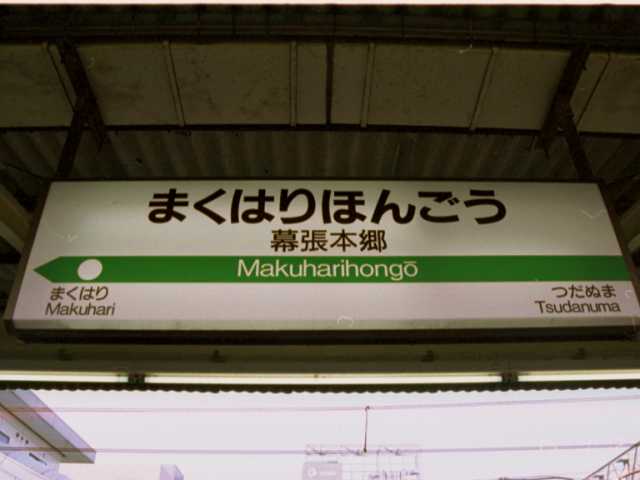 まくはりほんごう
幕張本郷
Makuharihongō
まくはり
Makuhari
つだぬま
Tsudanuma